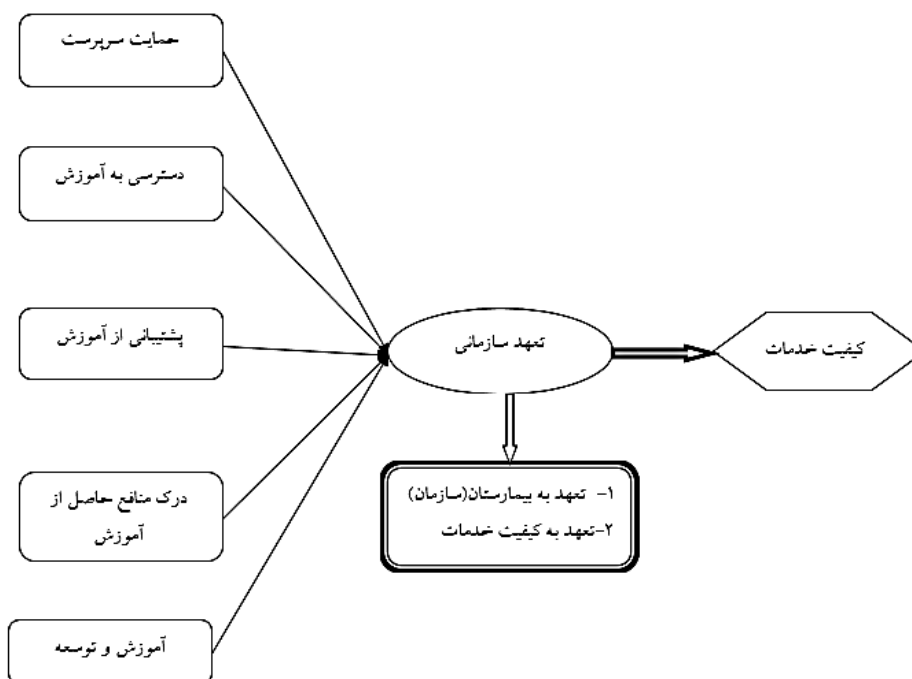 حمایت سرپرست
دسترسی به آموزش
پشتیبانی از آموزش
درک منافع حاصل از
آموزش
آموزش و توسعه
تعهد سازمانی
۱- تعهد به بیمارستان(سازمان)
۲-تعهد به کیفیت خدمات
کیفیت خدمات